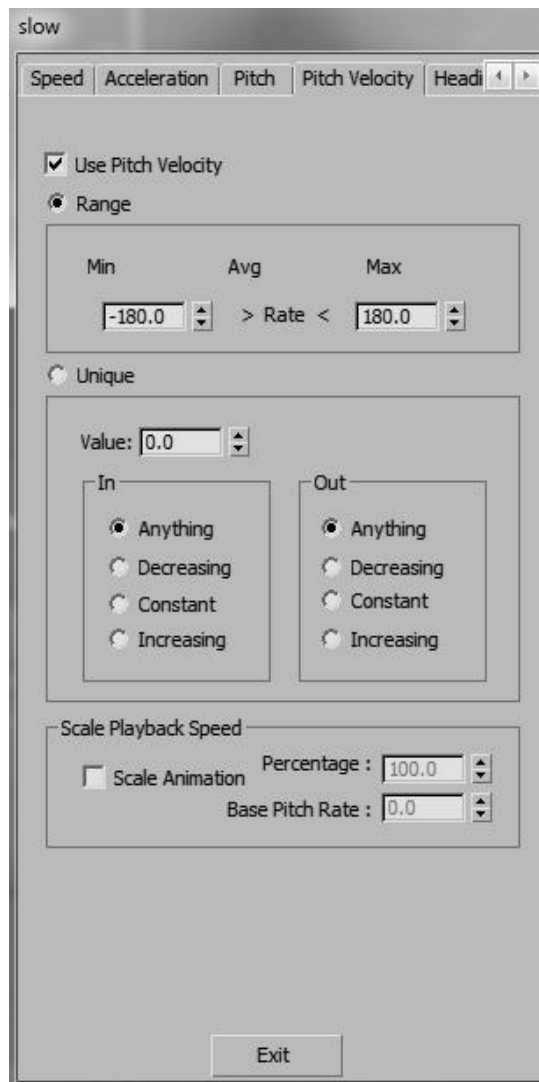 slow
Speed Acceleration Pitch Pitch Velocity Headi
Use Pitch Velocity
Range
Min Avg Max
-180.0 > Rate < 180.0
Unique
Value: 0.0
In Out
Anything Anything
Decreasing Decreasing
Constant Constant
Increasing Increasing
Scale Playback Speed
Scale Animation Percentage : 100.0
Base Pitch Rate : 0.0
Exit